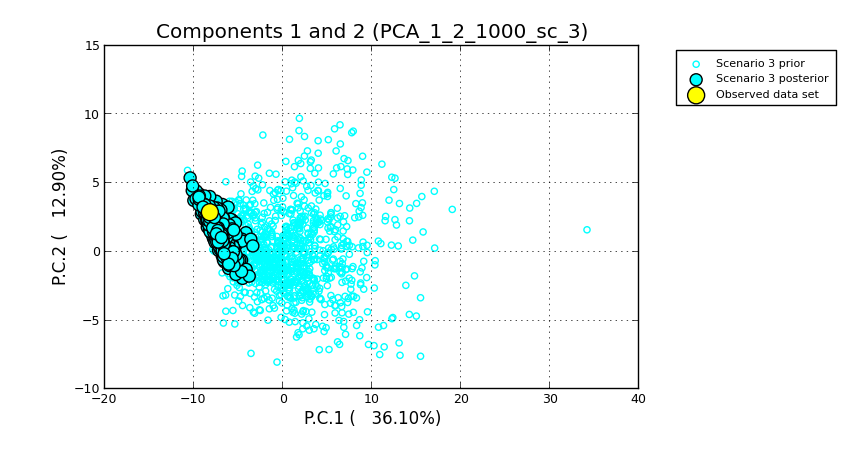 Components 1 and 2 (PCA_1_2_1000_sc_3)
15
10
5
0
−5
−10
−20
−10
0
10
20
30
40
P.C.2 ( 12.90%)
P.C.1 ( 36.10%)
Scenario 3 prior
Scenario 3 posterior
Observed data set